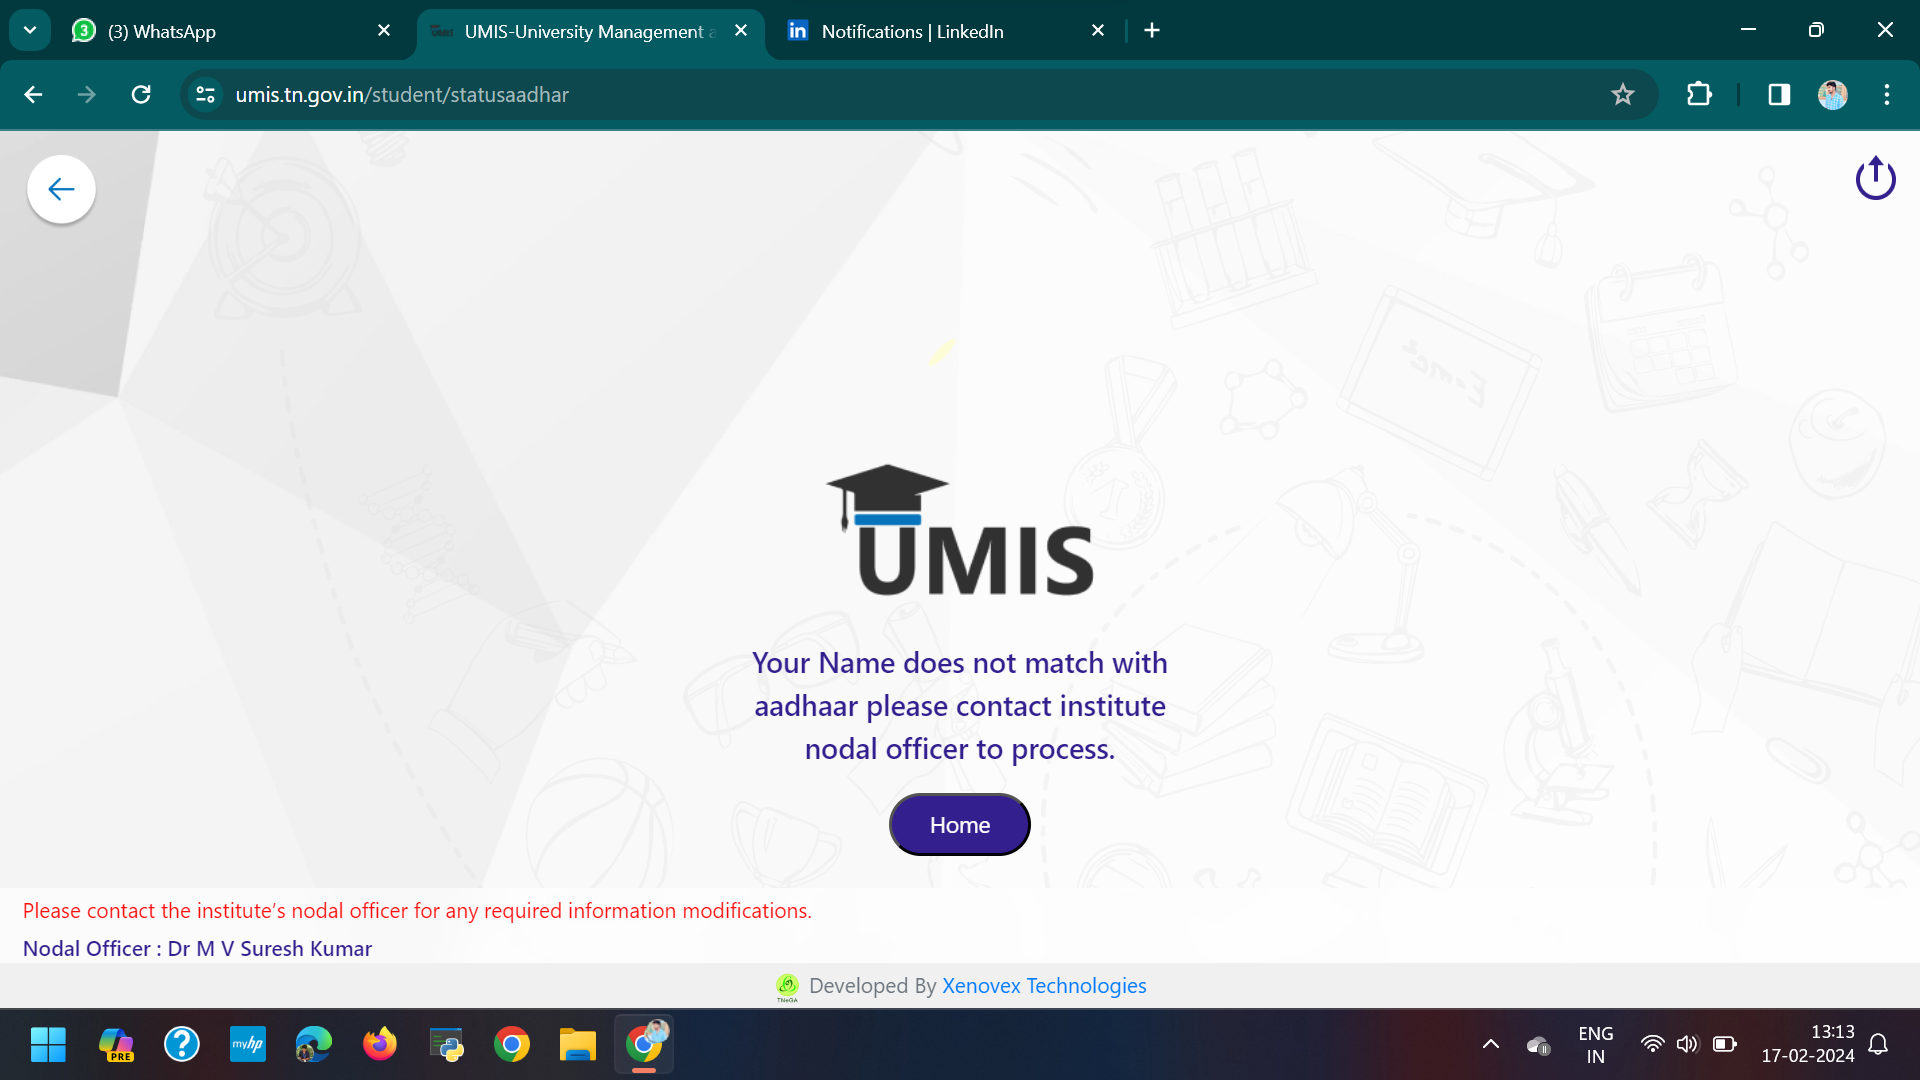 3 (3) WhatsApp
UMIS-University Management a
in Notifications | LinkedIn
umis.tn.gov.in/student/statusaadhar
UMIS
Your Name does not match with
aadhaar please contact institute
nodal officer to process.
Home
Please contact the institute’s nodal officer for any required information modifications.
Nodal Officer : Dr M V Suresh Kumar
TNeGA
Developed By Xenovex Technologies
PRE
?
myhp
ENG
IN
13:13
17-02-2024